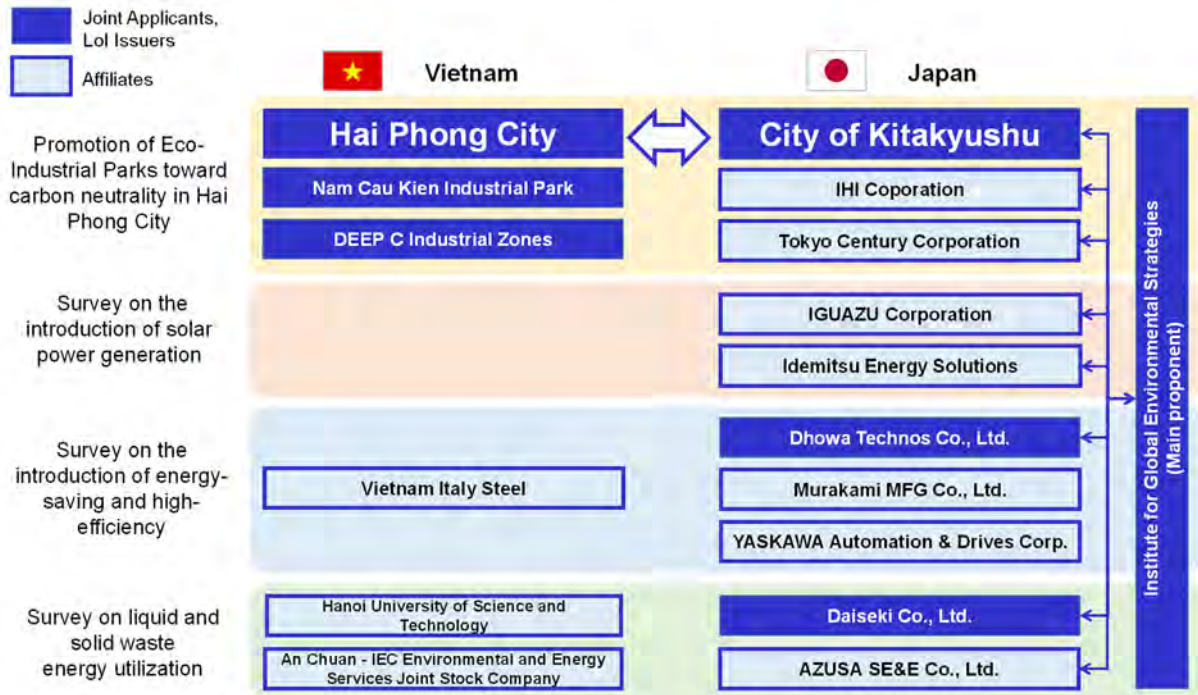 Joint Applicants,
LoI Issuers
Affiliates
Vietnam
Japan
Promotion of Eco-
Industrial Parks toward
carbon neutrality in Hai
Phong City
Hai Phong City
City of Kitakyushu
Nam Cau Kien Industrial Park
IHI Coporation
DEEP C Industrial Zones
Tokyo Century Corporation
Survey on the
introduction of solar
power generation
IGUAZU Corporation
Idemitsu Energy Solutions
Survey on the
introduction of energy-
saving and high-
efficiency
Vietnam Italy Steel
Dhowa Technos Co., Ltd.
Murakami MFG Co., Ltd.
YASKAWA Automation & Drives Corp.
Survey on liquid and
solid waste
energy utilization
Hanoi University of Science and
Technology
An Chuan - IEC Environmental and Energy
Services Joint Stock Company
Daiseki Co., Ltd.
AZUSA SE&E Co., Ltd.
Institute for Global Environmental Strategies
(Main proponent)